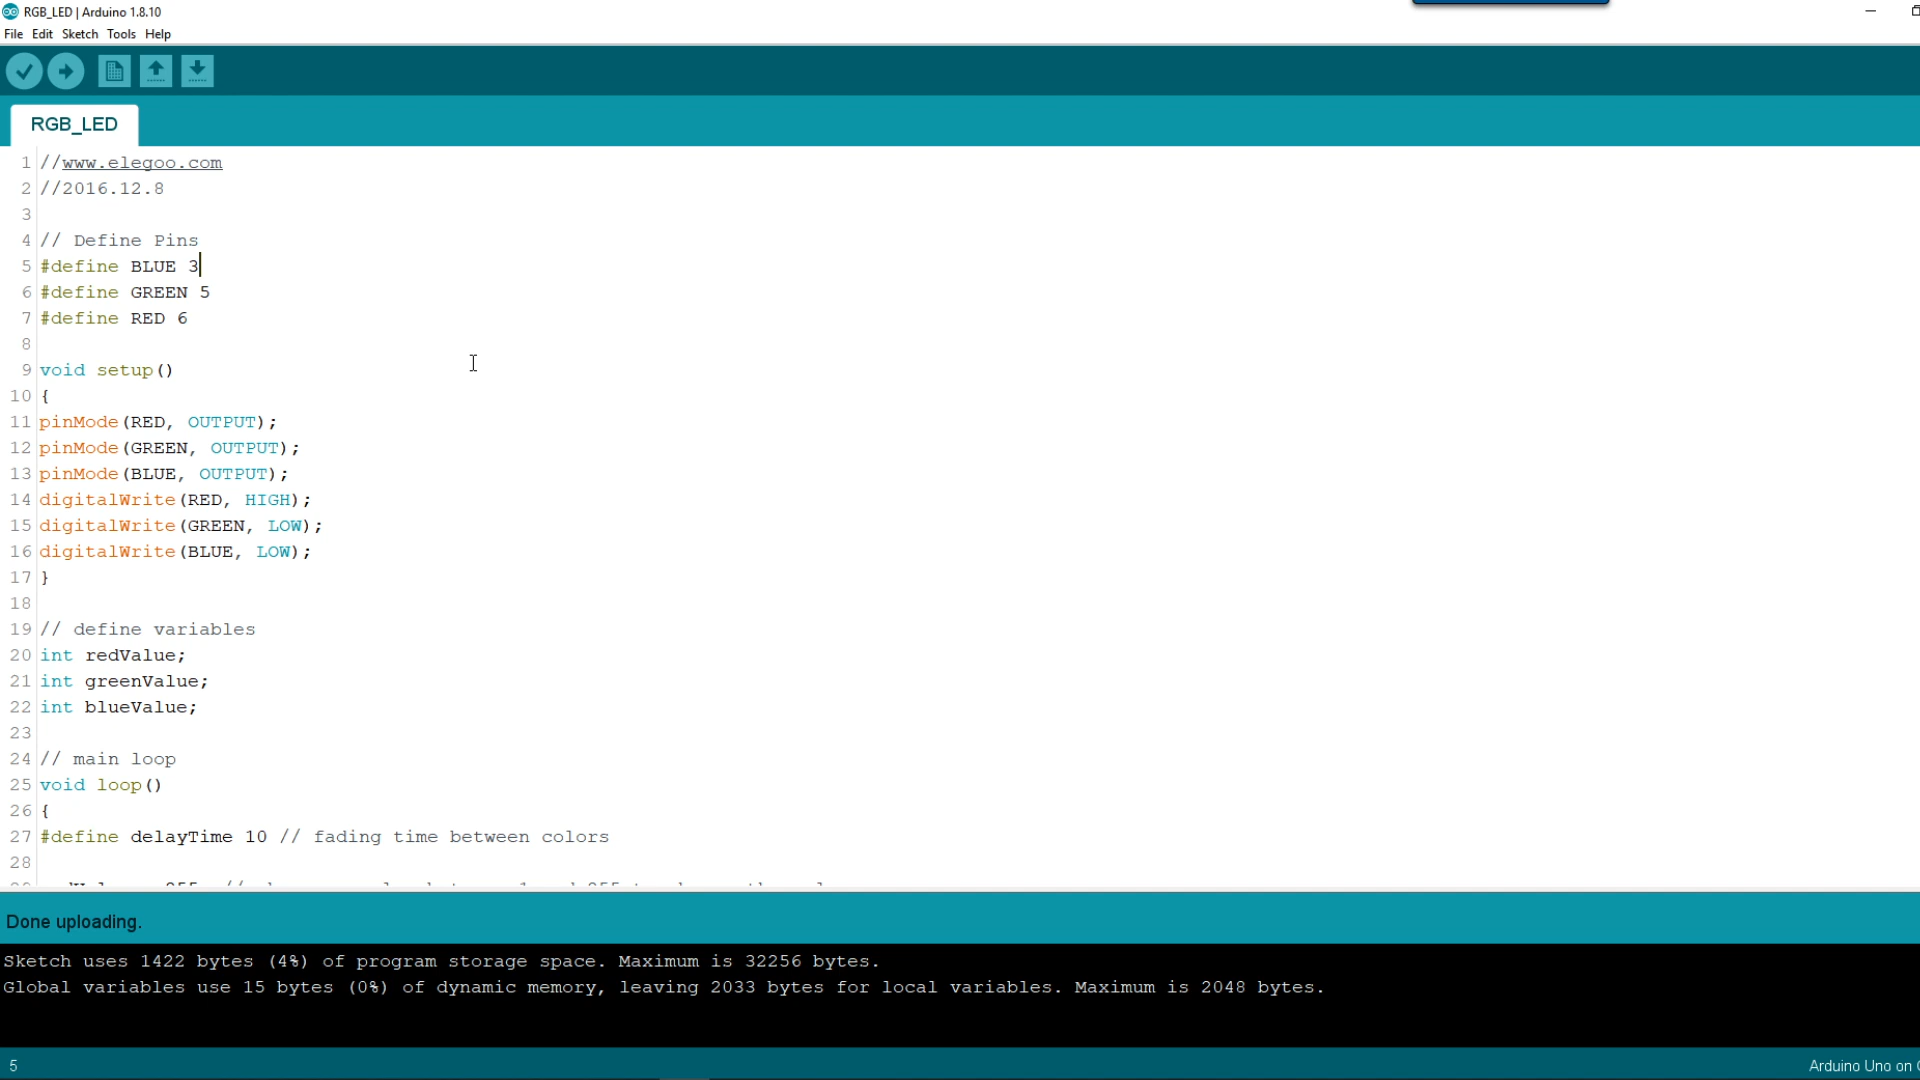 RGB_LED | Arduino 1.8.10
File Edit Sketch Tools Help
RGB_LED
1 //www.elegoo.com
2 //2016.12.8
3
4 // Define Pins
5 #define BLUE 3
6 #define GREEN 5
7 #define RED 6
8
9 void setup()
10 {
11 pinMode(RED, OUTPUT);
12 pinMode(GREEN, OUTPUT);
13 pinMode(BLUE, OUTPUT);
14 digitalWrite(RED, HIGH);
15 digitalWrite(GREEN, LOW);
16 digitalWrite(BLUE, LOW);
17 }
18
19 // define variables
20 int redValue;
21 int greenValue;
22 int blueValue;
23
24 // main loop
25 void loop()
26 {
27 #define delayTime 10 // fading time between colors
28
Done uploading.
Sketch uses 1422 bytes (4%) of program storage space. Maximum is 32256 bytes.
Global variables use 15 bytes (0%) of dynamic memory, leaving 2033 bytes for local variables. Maximum is 2048 bytes.
5
Arduino Uno on